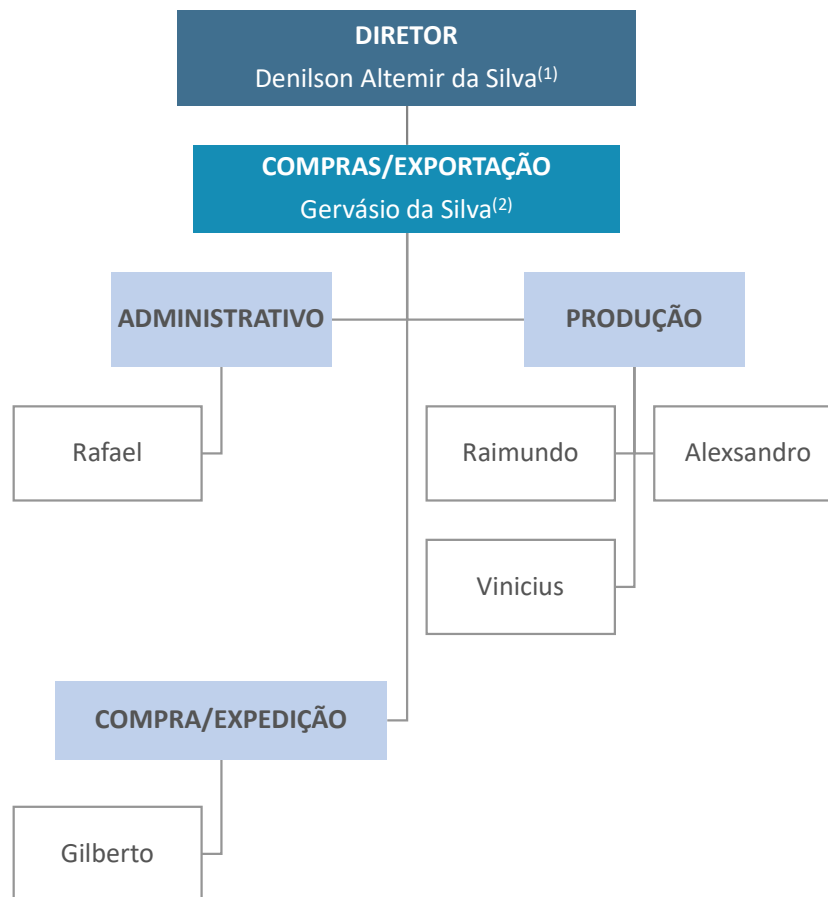 DIRETOR
Denilson Altemir da Silva(1)
COMPRAS/EXPORTAÇÃO
Gervásio da Silva(2)
ADMINISTRATIVO
PRODUÇÃO
Rafael
Raimundo
Alexsandro
Vinicius
COMPRA/EXPEDIÇÃO
Gilberto